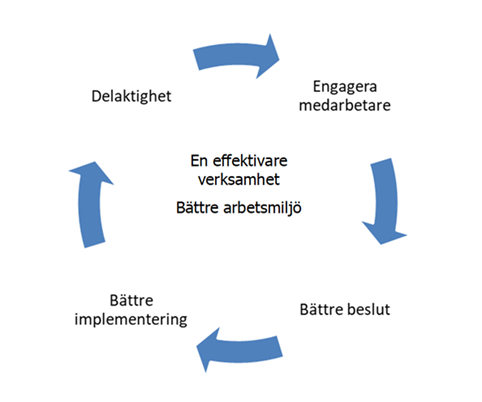 Delaktighet
Engagera
medarbetare
En effektivare
verksamhet
Bättre arbetsmiljö
Bättre
implementering
Bättre beslut